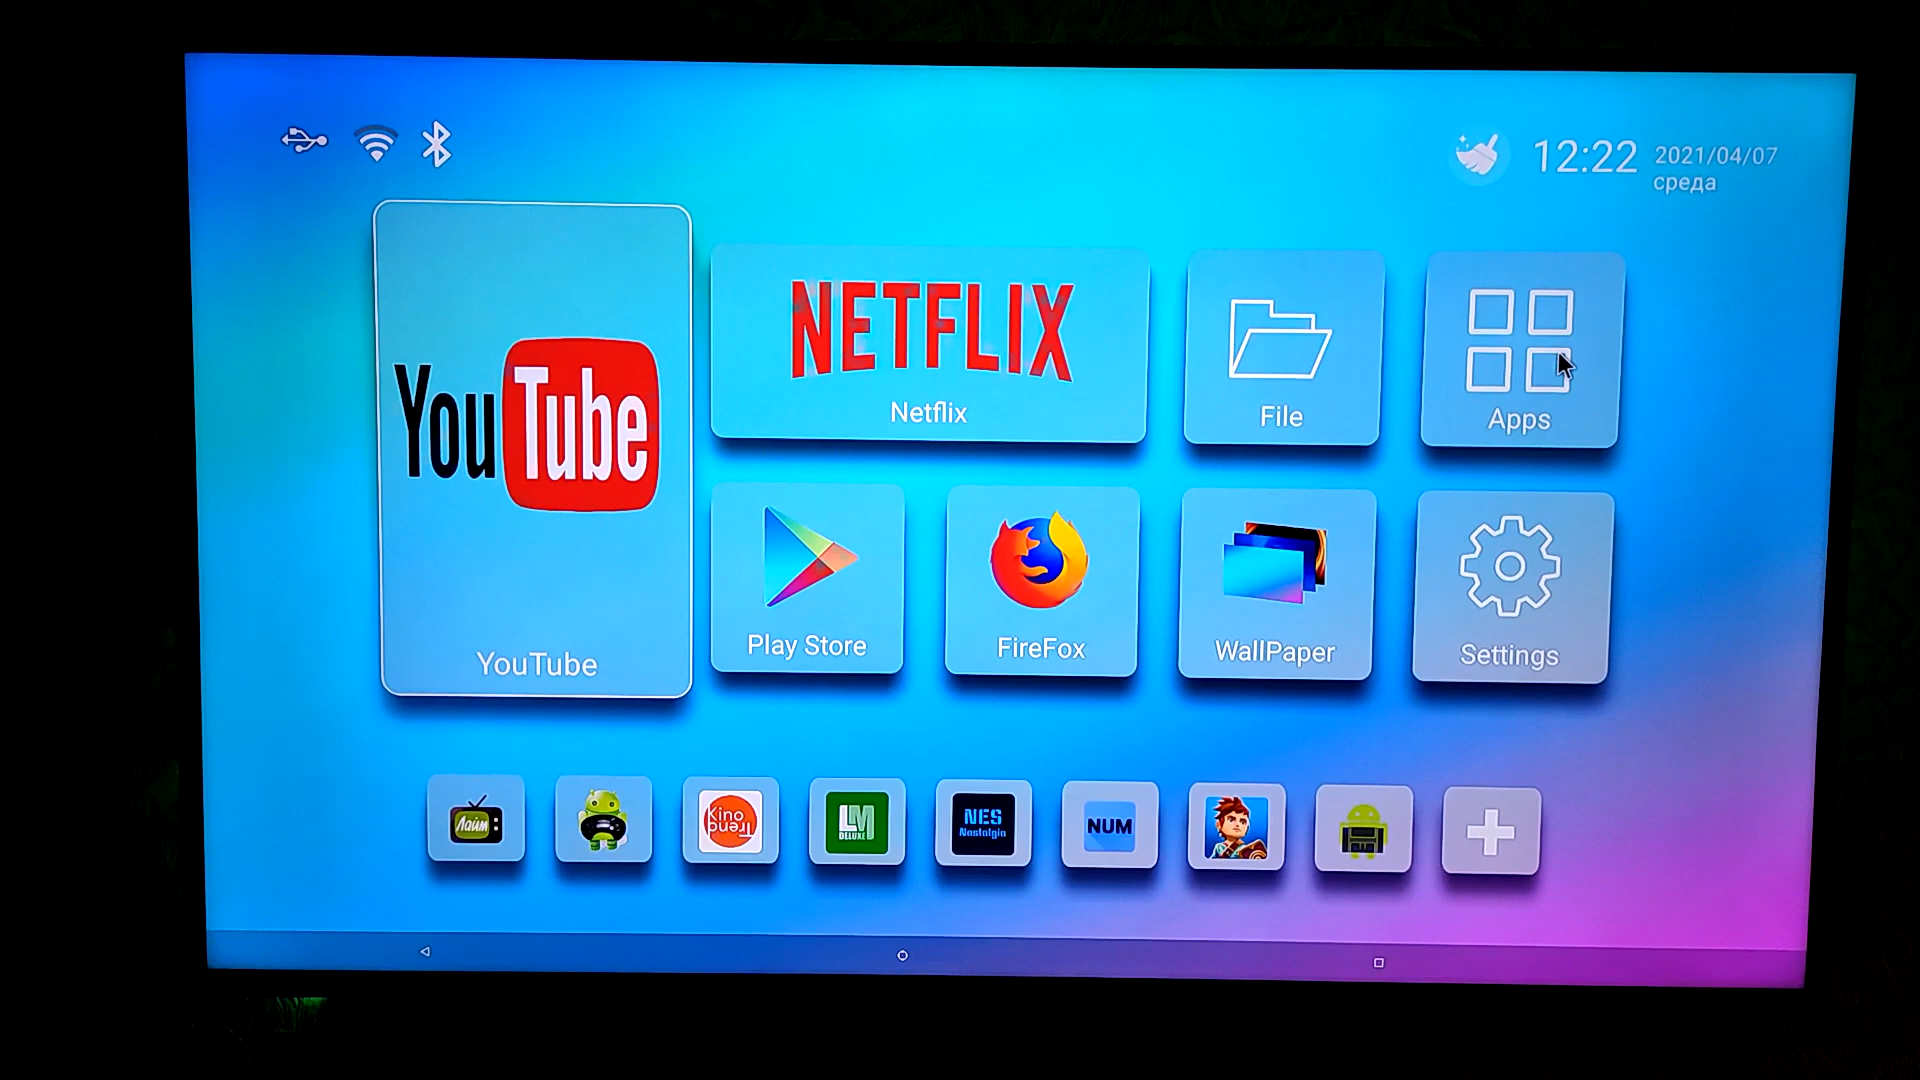 12:22
2021/04/07
среда
YouTube
YouTube
NETFLIX
Netflix
File
Apps
Play Store
FireFox
WallPaper
Settings
Лайм
Kino
Trend
LM
DELUXE
NES
Nostalgia
NUM